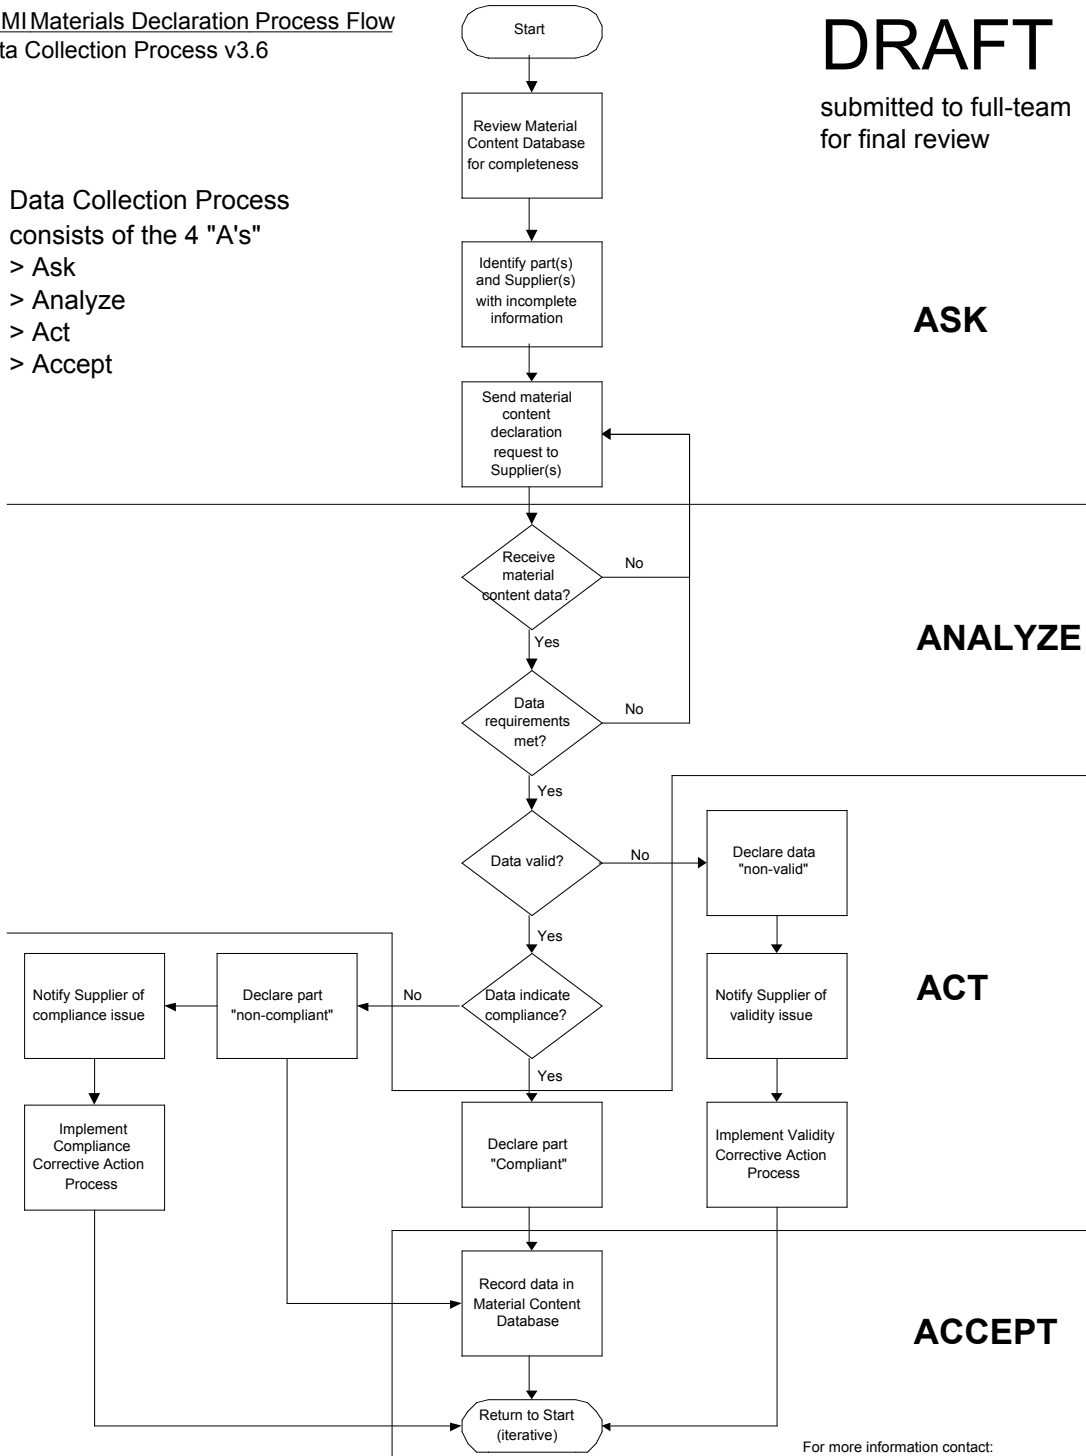 MI Materials Declaration Process Flow
ta Collection Process v3.6
DRAFT
submitted to full-team
for final review
Data Collection Process
consists of the 4 "A's"
> Ask
> Analyze
> Act
> Accept
Start
Review Material
Content Database
for completeness
Identify part(s)
and Supplier(s)
with incomplete
information
ASK
Send material
content
declaration
request to
Supplier(s)
Receive
material
content data?
No
Yes
ANALYZE
Data
requirements
met?
No
Yes
Data valid?
No
Declare data
"non-valid"
Yes
Notify Supplier of
compliance issue
Declare part
"non-compliant"
No
Data indicate
compliance?
Notify Supplier of
validity issue
ACT
Yes
Implement
Compliance
Corrective Action
Process
Declare part
"Compliant"
Implement Validity
Corrective Action
Process
Record data in
Material Content
Database
ACCEPT
Return to Start
(iterative)
For more information contact: